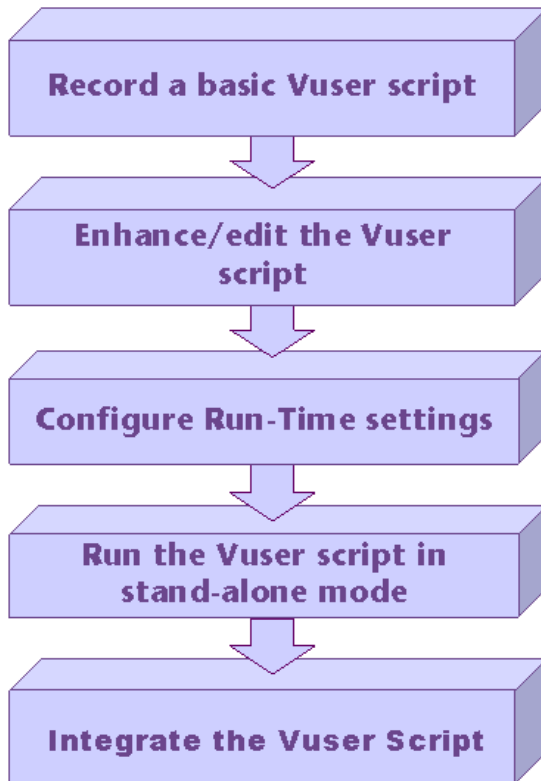 Record a basic Vuser script
Enhance/edit the Vuser
script
Configure Run-Time settings
Run the Vuser script in
stand-alone mode
Integrate the Vuser Script